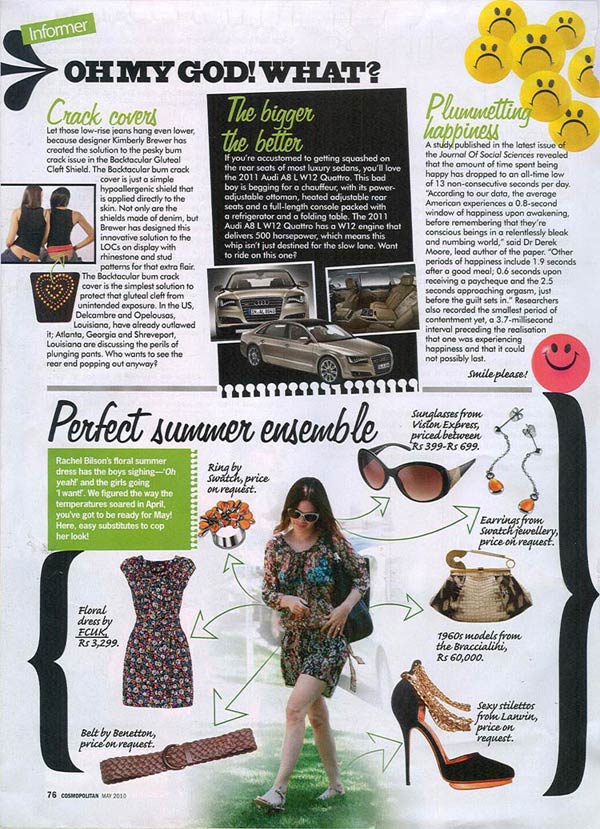 Informer
OH MY GOD! WHAT?
Crack covers
Let those low-rise jeans hang even lower,
because designer Kimberly Brewer has
created the solution to the pesky bum
crack issue in the Backtacular Gluteal
Cleft Shield. The Backtacular bum crack
cover is just a simple
hypoallergenic shield that
is applied directly to the
skin. Not only are the
shields made of denim, but
Brewer has designed this
innovative solution to the
LOCs on display with
rhinestone and stud
patterns for that extra flair.
The Backtacular bum crack
cover is the simplest solution to
protect that gluteal cleft from
unintended exposure. In the US,
Delcambre and Opelousas,
Louisiana, have already outlawed
it; Atlanta, Georgia and Shreveport,
Louisiana are discussing the perils of
plunging pants. Who wants to see the
rear end popping out anyway?
The bigger
the better
If you're accustomed to getting squashed on
the rear seats of most luxury sedans, you'll love
the 2011 Audi A8 L W12 Quattro. This bad
boy is begging for a chauffeur, with its power-
adjustable ottoman, heated adjustable rear
seats and a full-length console packed with
a refrigerator and a folding table. The 2011
Audi A8 L W12 Quattro has a W12 engine that
delivers 500 horsepower, which means this
whip isn't just destined for the slow lane. Want
to ride on this one?
Plummetting
happiness
A study published in the latest issue of
the Journal Of Social Sciences revealed
that the amount of time spent being
happy has dropped to an all-time low
of 13 non-consecutive seconds per day.
"According to our data, the average
American experiences a 0.8-second
window of happiness upon awakening,
before remembering that they're
conscious beings in a relentlessly bleak
and numbing world," said Dr Derek
Moore, lead author of the paper. "Other
periods of happiness include 1.9 seconds
after a good meal; 0.6 seconds upon
receiving a paycheque and the 2.5
seconds approaching orgasm, just
before the guilt sets in." Researchers
also recorded the smallest period of
contentment yet, a 3.7-millisecond
interval preceding the realisation
that one was experiencing
happiness and that it could
not possibly last.
Smile please!
Perfect summer ensemble
Rachel Bilson's floral summer
dress has the boys sighing—'Oh
yeah!' and the girls going
'I want!'. We figured the way the
temperatures soared in April,
you've got to be ready for May!
Here, easy substitutes to cop
her look!
Ring by
Swatch, price
on request.
Sunglasses from
Vision Express,
priced between
Rs 399-Rs 699.
Earrings from
Swatch jewellery,
price on request.
Floral
dress by
FCUK,
Rs 3,299.
1960s models from
the Braccialini,
Rs 60,000.
Belt by Benetton,
price on request.
Sexy stilettos
from Lanvin,
price on
request.
76 COSMOPOLITAN MAY 2010